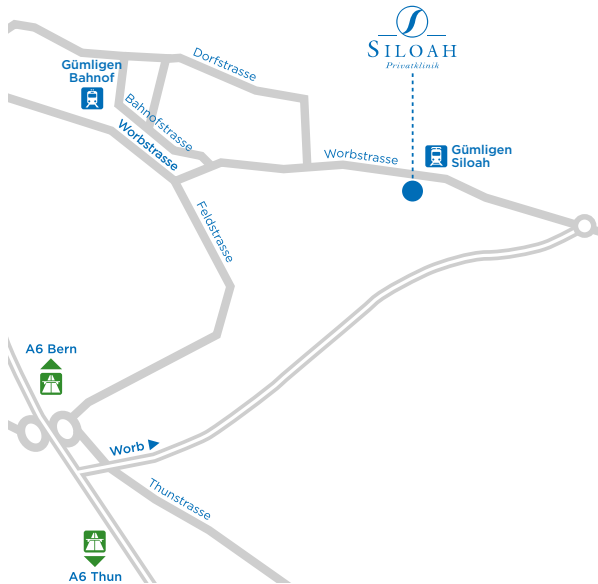 SILOAH
Privatklinik
Dorfstrasse
Gümligen
Bahnhof
Bahnhofstrasse
Worbstrasse
Worbstrasse
Gümligen
Siloah
Feldstrasse
A6 Bern
Worb
Thunstrasse
A6 Thun